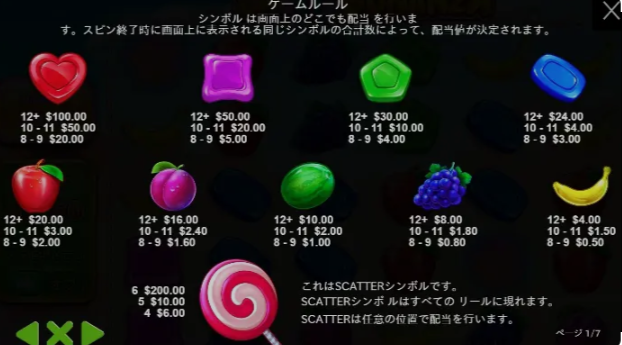 ゲームルール
シンボル は画面上のどこでも配当 を行いま
す。スピン終了時に画面上に表示される同じシンボルの合計数によって、配当値が決定されます。
12+ $100.00
10 - 11 $50.00
8 - 9 $20.00
12+ $50.00
10 - 11 $20.00
8 - 9 $5.00
12+ $30.00
10 - 11 $10.00
8 - 9 $4.00
12+ $24.00
10 - 11 $4.00
8 - 9 $3.00
12+ $20.00
10 - 11 $3.00
8 - 9 $2.00
12+ $16.00
10 - 11 $2.40
8 - 9 $1.60
12+ $10.00
10 - 11 $2.00
8 - 9 $1.00
12+ $8.00
10 - 11 $1.80
8 - 9 $0.80
12+ $4.00
10 - 11 $1.50
8 - 9 $0.50
6 $200.00
5 $10.00
4 $6.00
これはSCATTERシンボルです。
SCATTERシンボルはすべての リールに現れます。
SCATTERは任意の位置で配当を行います。
ページ 1/7